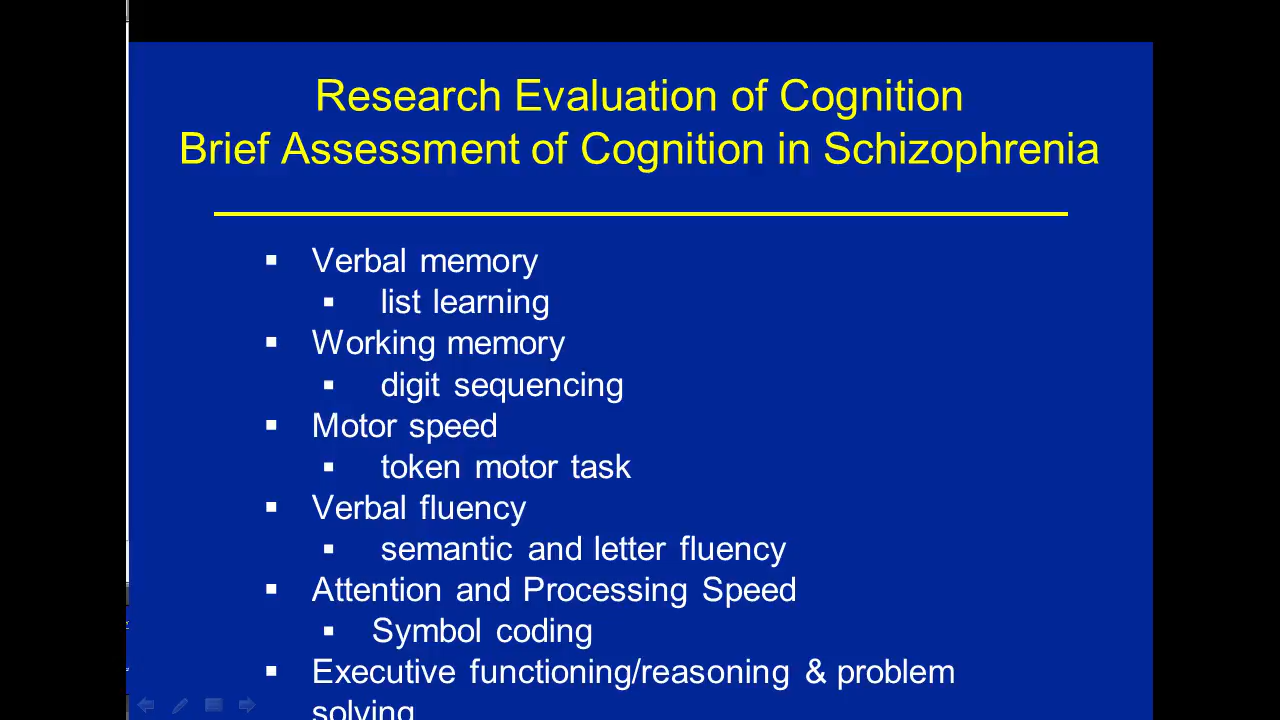 Research Evaluation of Cognition
Brief Assessment of Cognition in Schizophrenia
▪ Verbal memory
▪ list learning
▪ Working memory
▪ digit sequencing
▪ Motor speed
▪ token motor task
▪ Verbal fluency
▪ semantic and letter fluency
▪ Attention and Processing Speed
▪ Symbol coding
▪ Executive functioning/reasoning & problem
solving